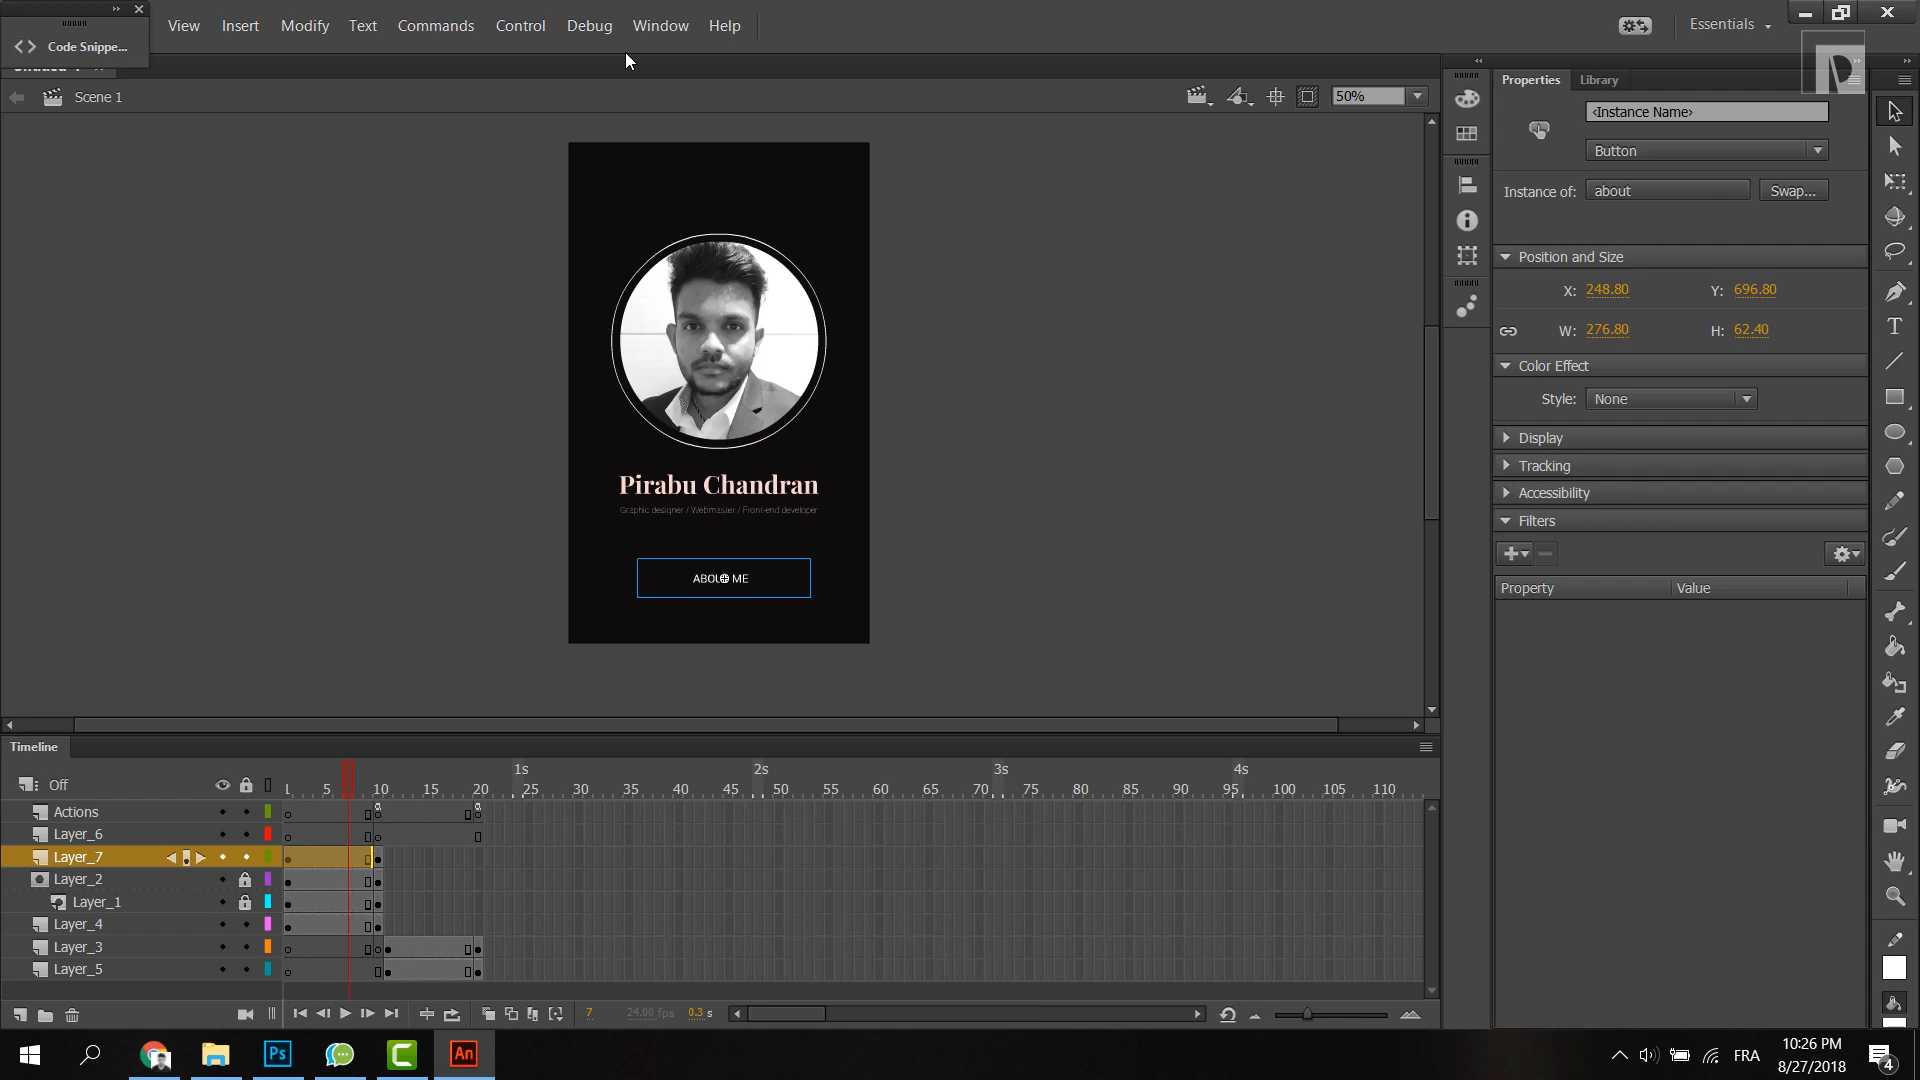 Code Snippe...
View Insert Modify Text Commands Control Debug Window Help
Essentials
Scene 1
50%
Properties Library
<Instance Name>
Button
Instance of: about Swap...
Position and Size
X: 248.80 Y: 696.80
W: 276.80 H: 62.40
Color Effect
Style: None
Display
Tracking
Accessibility
Filters
Property Value
Pirabu Chandran
Graphic designer / Webmaster / Front-end developer
ABOUT ME
Timeline
1s 2s 3s 4s
Off
5 10 15 20 25 30 35 40 45 50 55 60 65 70 75 80 85 90 95 100 105 110
Actions
Layer_6
Layer_7
Layer_2
Layer_1
Layer_4
Layer_3
Layer_5
7 24.00 fps 0.3 s
Ps An FRA
10:26 PM
8/27/2018
4